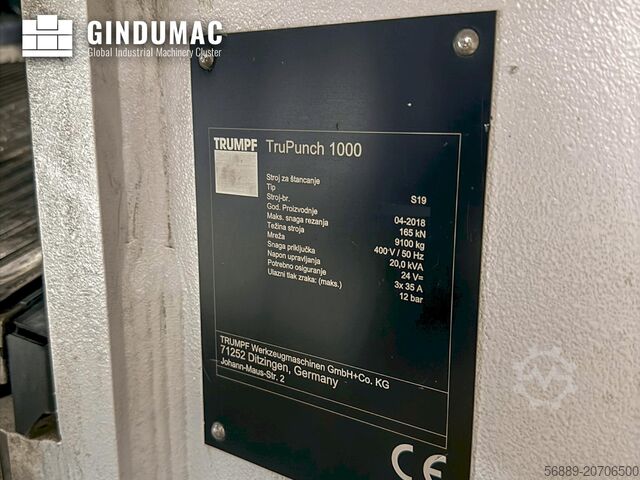 GINDUMAC
Global Industrial Machinery Cluster
TRUMPF TruPunch 1000
Stroj za štancanje
Tip S19
Stroj-br.
God. Proizvodnje 04-2018
Maks. snaga rezanja 165 kN
Težina stroja 9100 kg
Mreža 400 V / 50 Hz
Snaga priključka 20,0 kVA
Napon upravljanja 24 V=
Potrebno osiguranje 3x 35 A
Ulazni tlak zraka: (maks.) 12 bar
TRUMPF Werkzeugmaschinen GmbH+Co. KG
71252 Ditzingen, Germany
Johann-Maus-Str. 2
CE
56889-20706500